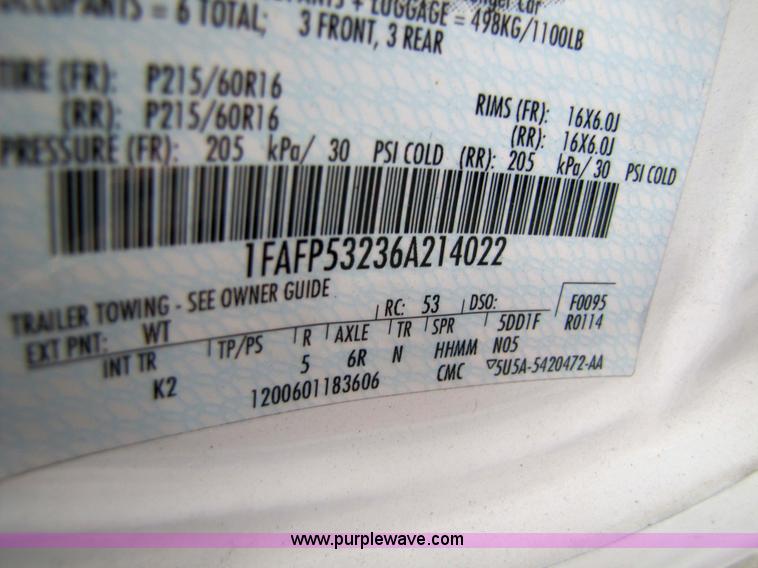 = 6 TOTAL; 3 FRONT, 3 REAR
+ LUGGAGE = 498KG/1100LB
TIRE (FR): P215/60R16
(RR): P215/60R16
RIMS (FR): 16X6.0J
(RR): 16X6.0J
PRESSURE (FR): 205 kPa/ 30 PSI COLD (RR): 205 kPa/ 30 PSI COLD
1FAFP53236A214022
TRAILER TOWING - SEE OWNER GUIDE
RC: 53 DSO: F0095
EXT PNT: WT 5DD1F R0114
INT TR TP/PS R AXLE TR SPR N05
K2 5 6R N HHMM
1200601183606 CMC ▽5U5A-5420472-AA
www.purplewave.com